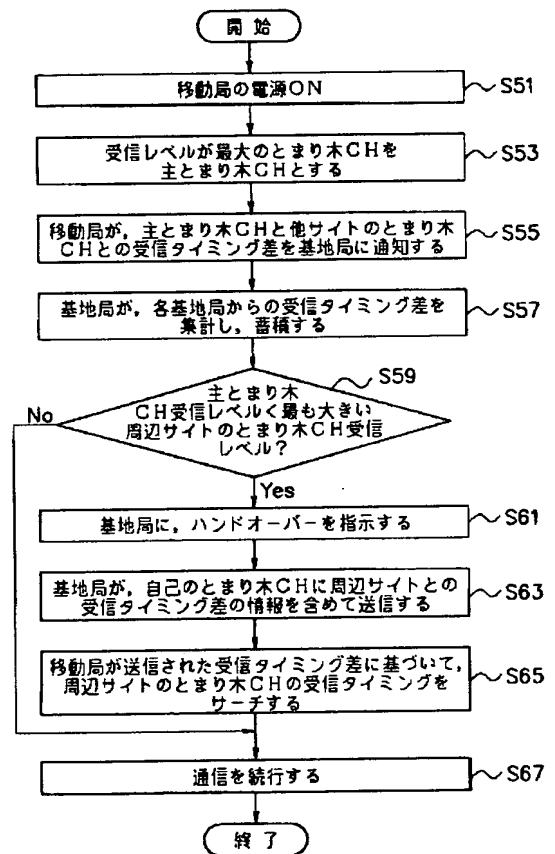 開始
移動局の電源ON
S51
受信レベルが最大のとまり木CHを
主とまり木CHとする
S53
移動局が,主とまり木CHと他サイトのとまり木
CHとの受信タイミング差を基地局に通知する
S55
基地局が,各基地局からの受信タイミング差を
集計し,蓄積する
S57
S59
主とまり木
CH受信レベルく最も大きい
周辺サイトのとまり木CH受信
レベル?
No
Yes
基地局に,ハンドオーバーを指示する
S61
基地局が,自己のとまり木CHに周辺サイトとの
受信タイミング差の情報を含めて送信する
S63
移動局が送信された受信タイミング差に基づいて,
周辺サイトのとまり木CHの受信タイミングを
サーチする
S65
通信を続行する
S67
終了